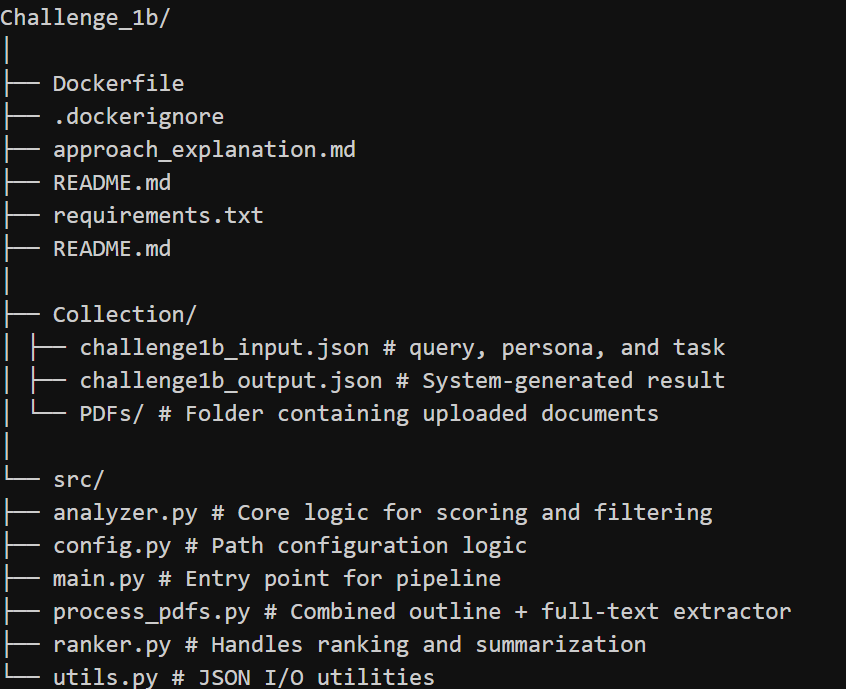 Challenge_1b/
│
├── Dockerfile
├── .dockerignore
├── approach_explanation.md
├── README.md
├── requirements.txt
├── README.md
│
├── Collection/
│ ├── challenge1b_input.json # query, persona, and task
│ ├── challenge1b_output.json # System-generated result
│ └── PDFs/ # Folder containing uploaded documents
│
└── src/
├── analyzer.py # Core logic for scoring and filtering
├── config.py # Path configuration logic
├── main.py # Entry point for pipeline
├── process_pdfs.py # Combined outline + full-text extractor
├── ranker.py # Handles ranking and summarization
└── utils.py # JSON I/O utilities